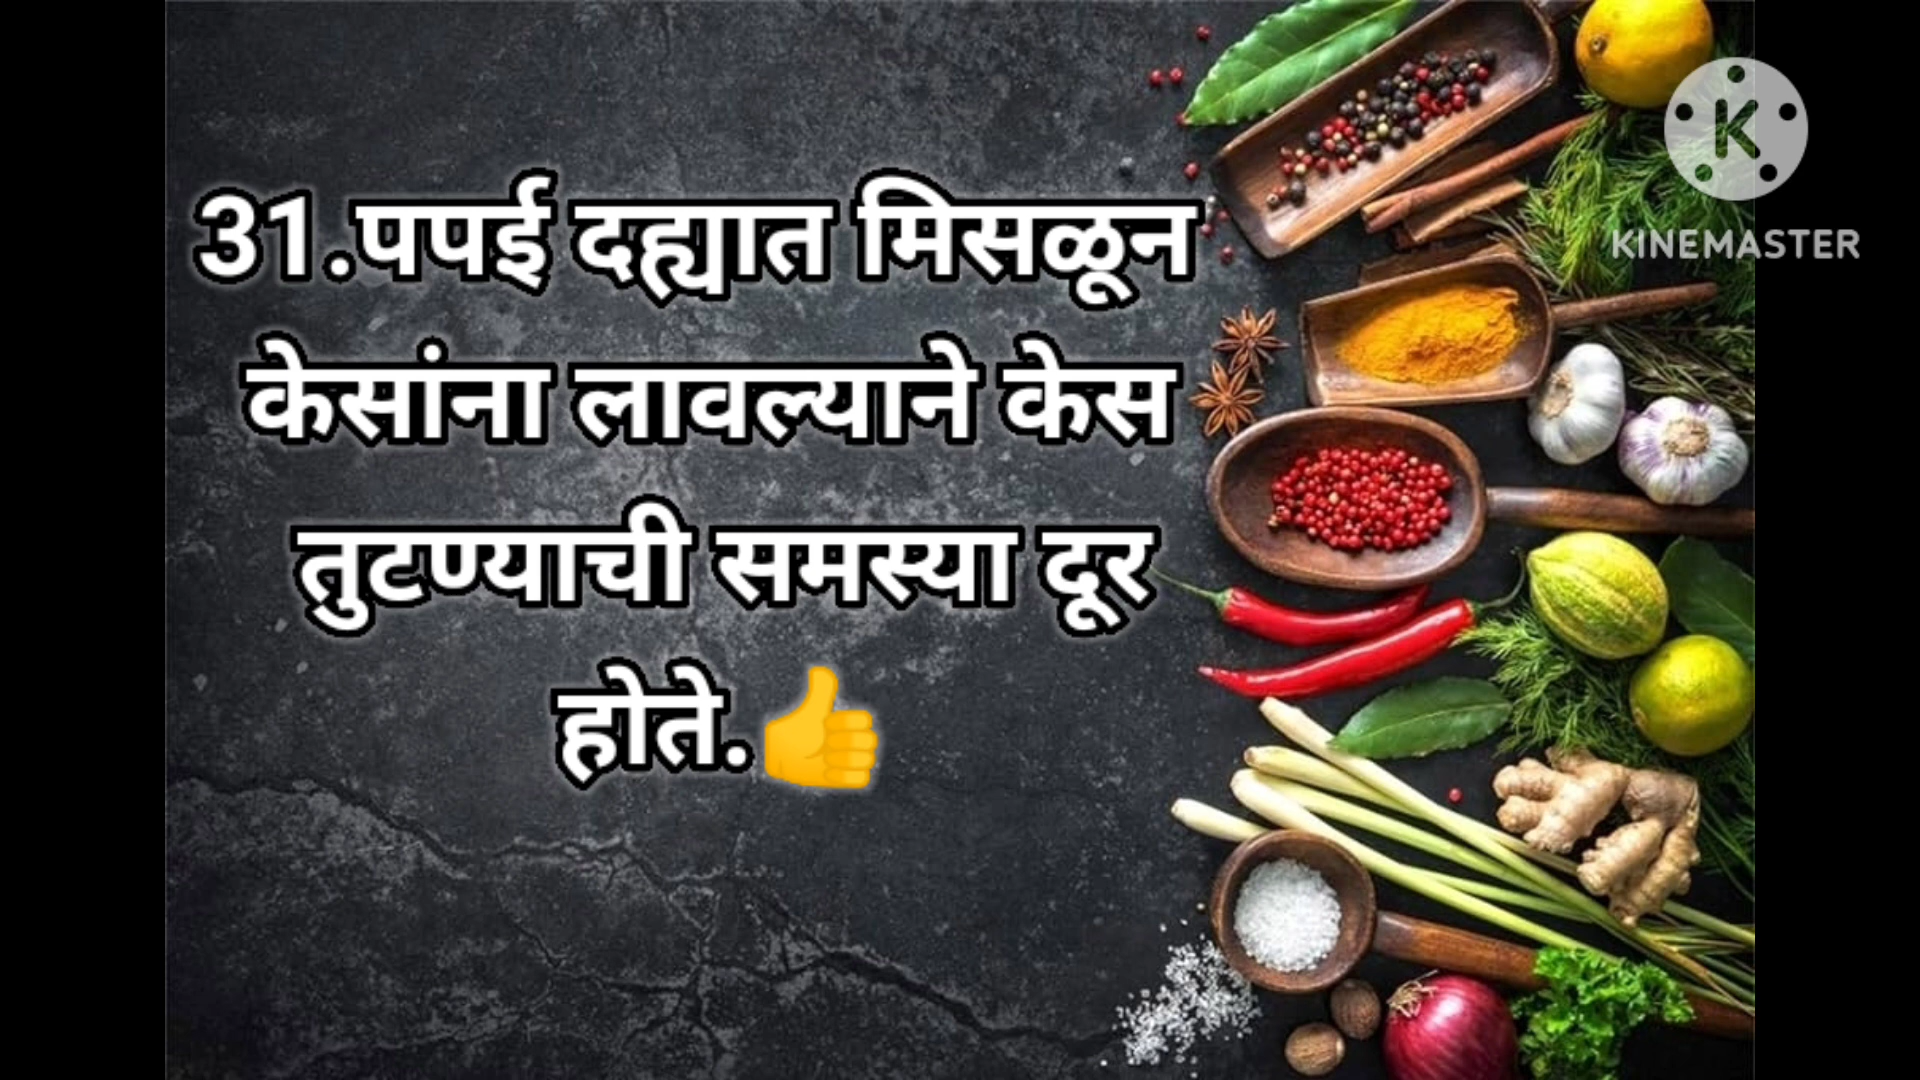 31.पपई दह्यात मिसळून
केसांना लावल्याने केस
तुटण्याची समस्या दूर
होते.👍
K
KINEMASTER